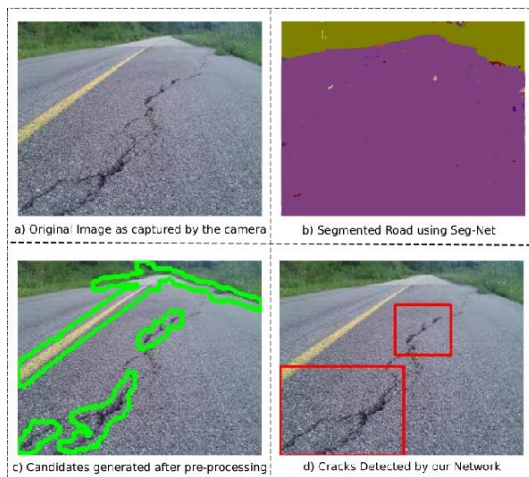 a) Original Image as captured by the camera
b) Segmented Road using Seg-Net
c) Candidates generated after pre-processing
d) Cracks Detected by our Network